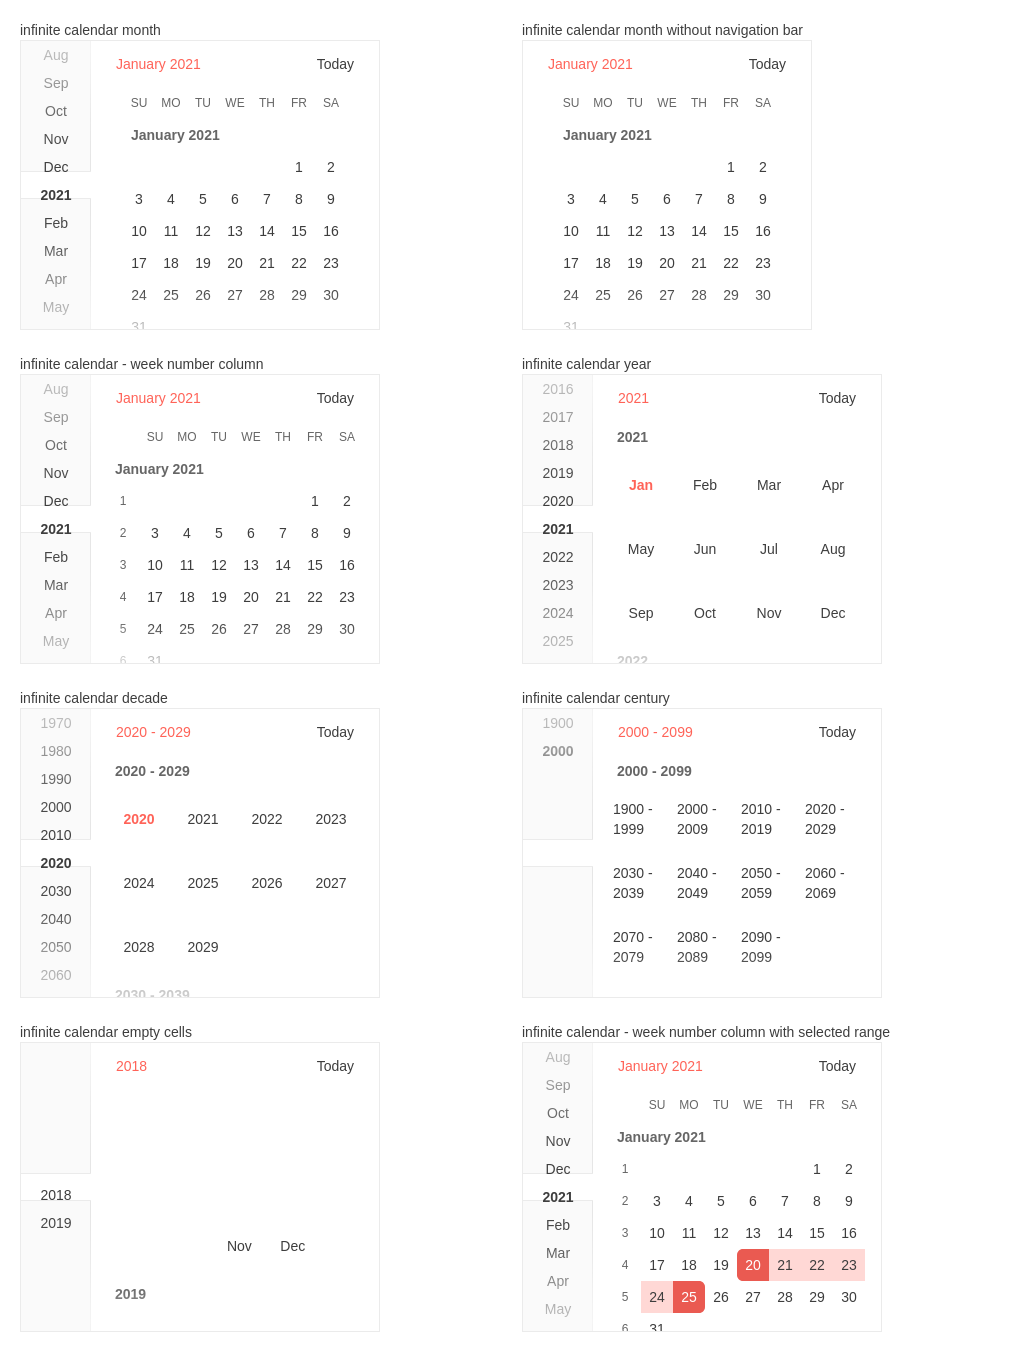 infinite calendar month
Aug
Sep
Oct
Nov
Dec
2021
Feb
Mar
Apr
May
January 2021 Today
SU MO TU WE TH FR SA
January 2021
1 2
3 4 5 6 7 8 9
10 11 12 13 14 15 16
17 18 19 20 21 22 23
24 25 26 27 28 29 30
31
infinite calendar month without navigation bar
January 2021 Today
SU MO TU WE TH FR SA
January 2021
1 2
3 4 5 6 7 8 9
10 11 12 13 14 15 16
17 18 19 20 21 22 23
24 25 26 27 28 29 30
31
infinite calendar - week number column
Aug
Sep
Oct
Nov
Dec
2021
Feb
Mar
Apr
May
January 2021 Today
SU MO TU WE TH FR SA
January 2021
1 1 2
2 3 4 5 6 7 8 9
3 10 11 12 13 14 15 16
4 17 18 19 20 21 22 23
5 24 25 26 27 28 29 30
6 31
infinite calendar year
2016
2017
2018
2019
2020
2021
2022
2023
2024
2025
2021 Today
2021
Jan Feb Mar Apr
May Jun Jul Aug
Sep Oct Nov Dec
2022
infinite calendar decade
1970
1980
1990
2000
2010
2020
2030
2040
2050
2060
2020 - 2029 Today
2020 - 2029
2020 2021 2022 2023
2024 2025 2026 2027
2028 2029
2030 - 2039
infinite calendar century
1900
2000
2000 - 2099 Today
2000 - 2099
1900 - 2000 - 2010 - 2020 -
1999 2009 2019 2029
2030 - 2040 - 2050 - 2060 -
2039 2049 2059 2069
2070 - 2080 - 2090 -
2079 2089 2099
infinite calendar empty cells
2018
2019
2018 Today
Nov Dec
2019
infinite calendar - week number column with selected range
Aug
Sep
Oct
Nov
Dec
2021
Feb
Mar
Apr
May
January 2021 Today
SU MO TU WE TH FR SA
January 2021
1 1 2
2 3 4 5 6 7 8 9
3 10 11 12 13 14 15 16
4 17 18 19 20 21 22 23
5 24 25 26 27 28 29 30
6 31